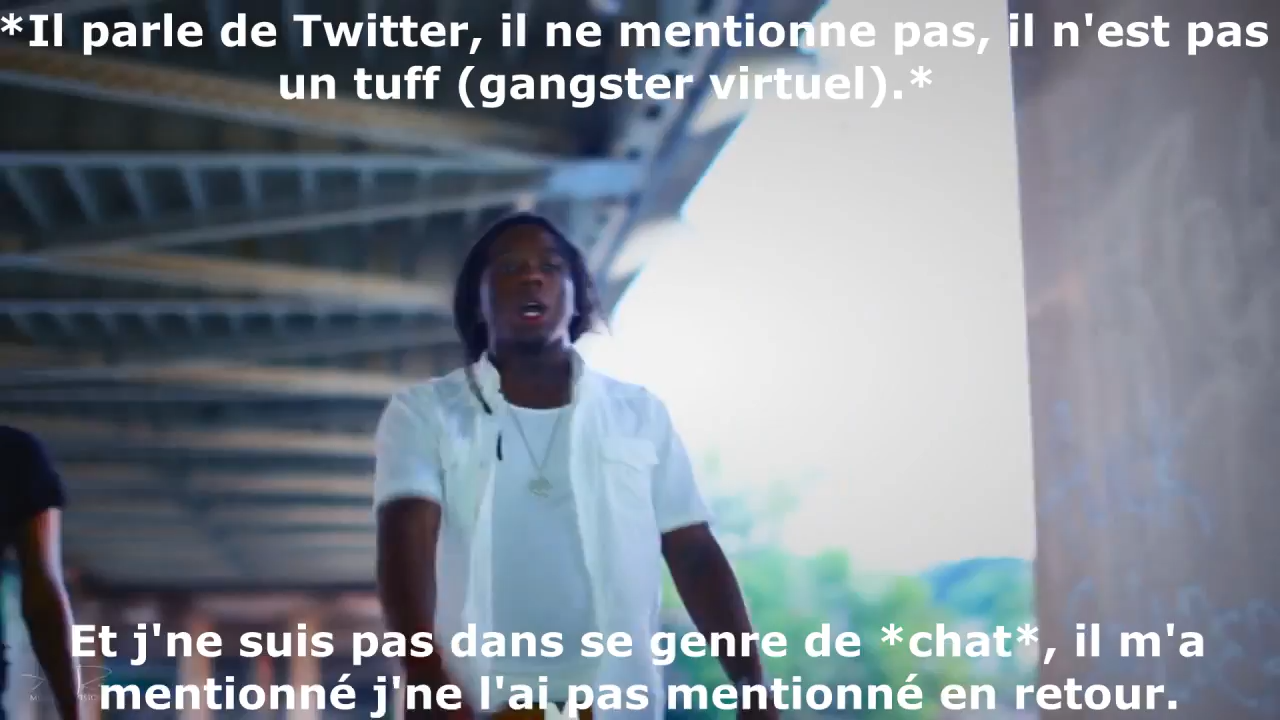 *Il parle de Twitter, il ne mentionne pas, il n'est pas
un tuff (gangster virtuel).*
Et j'ne suis pas dans se genre de *chat*, il m'a
mentionné j'ne l'ai pas mentionné en retour.